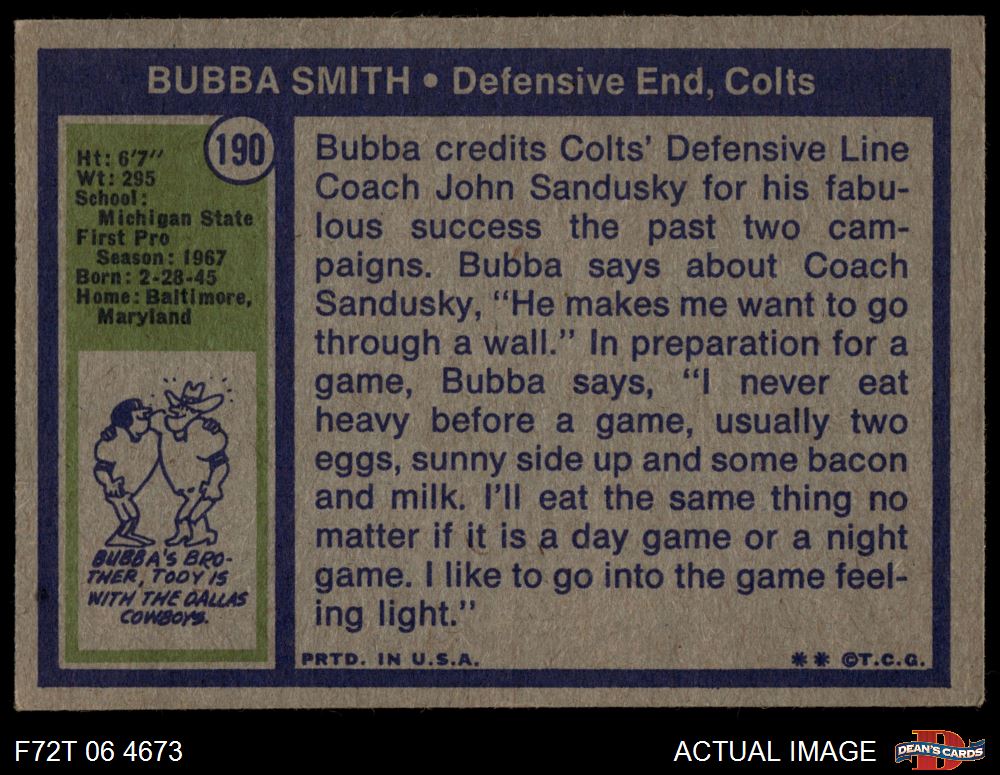 BUBBA SMITH • Defensive End, Colts
190
Ht: 6'7"
Wt: 295
School:
Michigan State
First Pro
Season: 1967
Born: 2-28-45
Home: Baltimore,
Maryland
BUBBA'S BRO-
THER, TODY IS
WITH THE DALLAS
COWBOYS.
Bubba credits Colts' Defensive Line
Coach John Sandusky for his fabu-
lous success the past two cam-
paigns. Bubba says about Coach
Sandusky, "He makes me want to go
through a wall." In preparation for a
game, Bubba says, "I never eat
heavy before a game, usually two
eggs, sunny side up and some bacon
and milk. I'll eat the same thing no
matter if it is a day game or a night
game. I like to go into the game feel-
ing light."
PRTD. IN U.S.A.
** ©T.C.G.
F72T 06 4673
ACTUAL IMAGE
D
DEAN'S CARDS